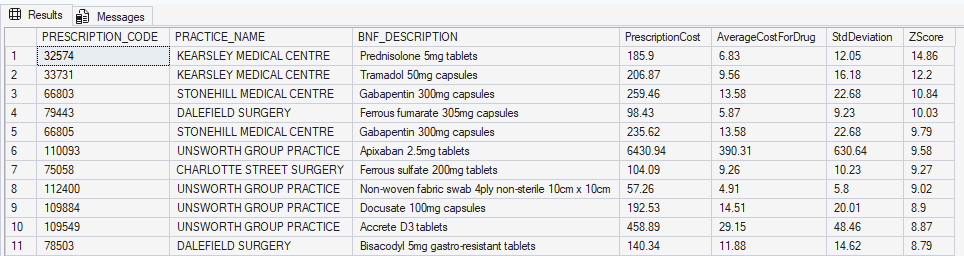 Results Messages
PRESCRIPTION_CODE PRACTICE_NAME BNF_DESCRIPTION PrescriptionCost AverageCostForDrug StdDeviation ZScore
1 32574 KEARSLEY MEDICAL CENTRE Prednisolone 5mg tablets 185.9 6.83 12.05 14.86
2 33731 KEARSLEY MEDICAL CENTRE Tramadol 50mg capsules 206.87 9.56 16.18 12.2
3 66803 STONEHILL MEDICAL CENTRE Gabapentin 300mg capsules 259.46 13.58 22.68 10.84
4 79443 DALEFIELD SURGERY Ferrous fumarate 305mg capsules 98.43 5.87 9.23 10.03
5 66805 STONEHILL MEDICAL CENTRE Gabapentin 300mg capsules 235.62 13.58 22.68 9.79
6 110093 UNSWORTH GROUP PRACTICE Apixaban 2.5mg tablets 6430.94 390.31 630.64 9.58
7 75058 CHARLOTTE STREET SURGERY Ferrous sulfate 200mg tablets 104.09 9.26 10.23 9.27
8 112400 UNSWORTH GROUP PRACTICE Non-woven fabric swab 4ply non-sterile 10cm x 10cm 57.26 4.91 5.8 9.02
9 109884 UNSWORTH GROUP PRACTICE Docusate 100mg capsules 192.53 14.51 20.01 8.9
10 109549 UNSWORTH GROUP PRACTICE Accrete D3 tablets 458.89 29.15 48.46 8.87
11 78503 DALEFIELD SURGERY Bisacodyl 5mg gastro-resistant tablets 140.34 11.88 14.62 8.79